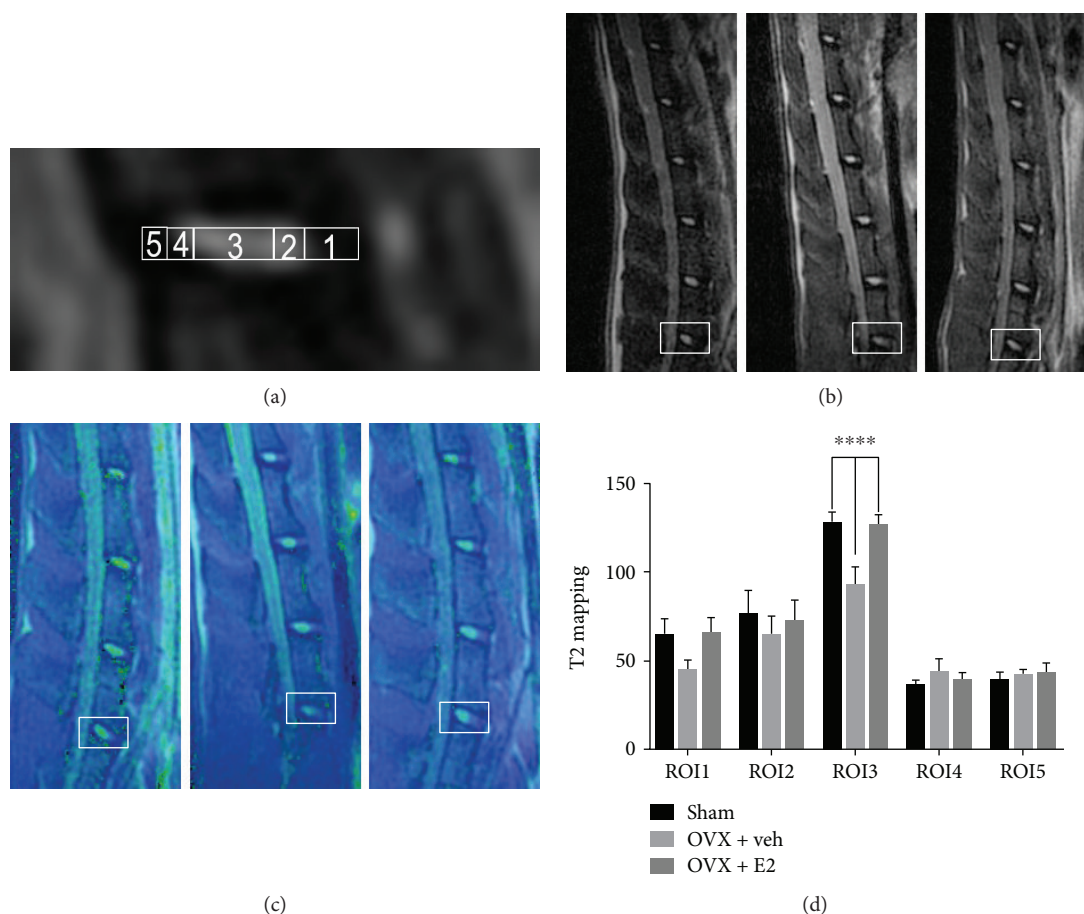 5 4 3 2 1
(a)
(b)
(c)
****
150
100
50
0
T2 mapping
ROI1 ROI2 ROI3 ROI4 ROI5
Sham
OVX + veh
OVX + E2
(d)